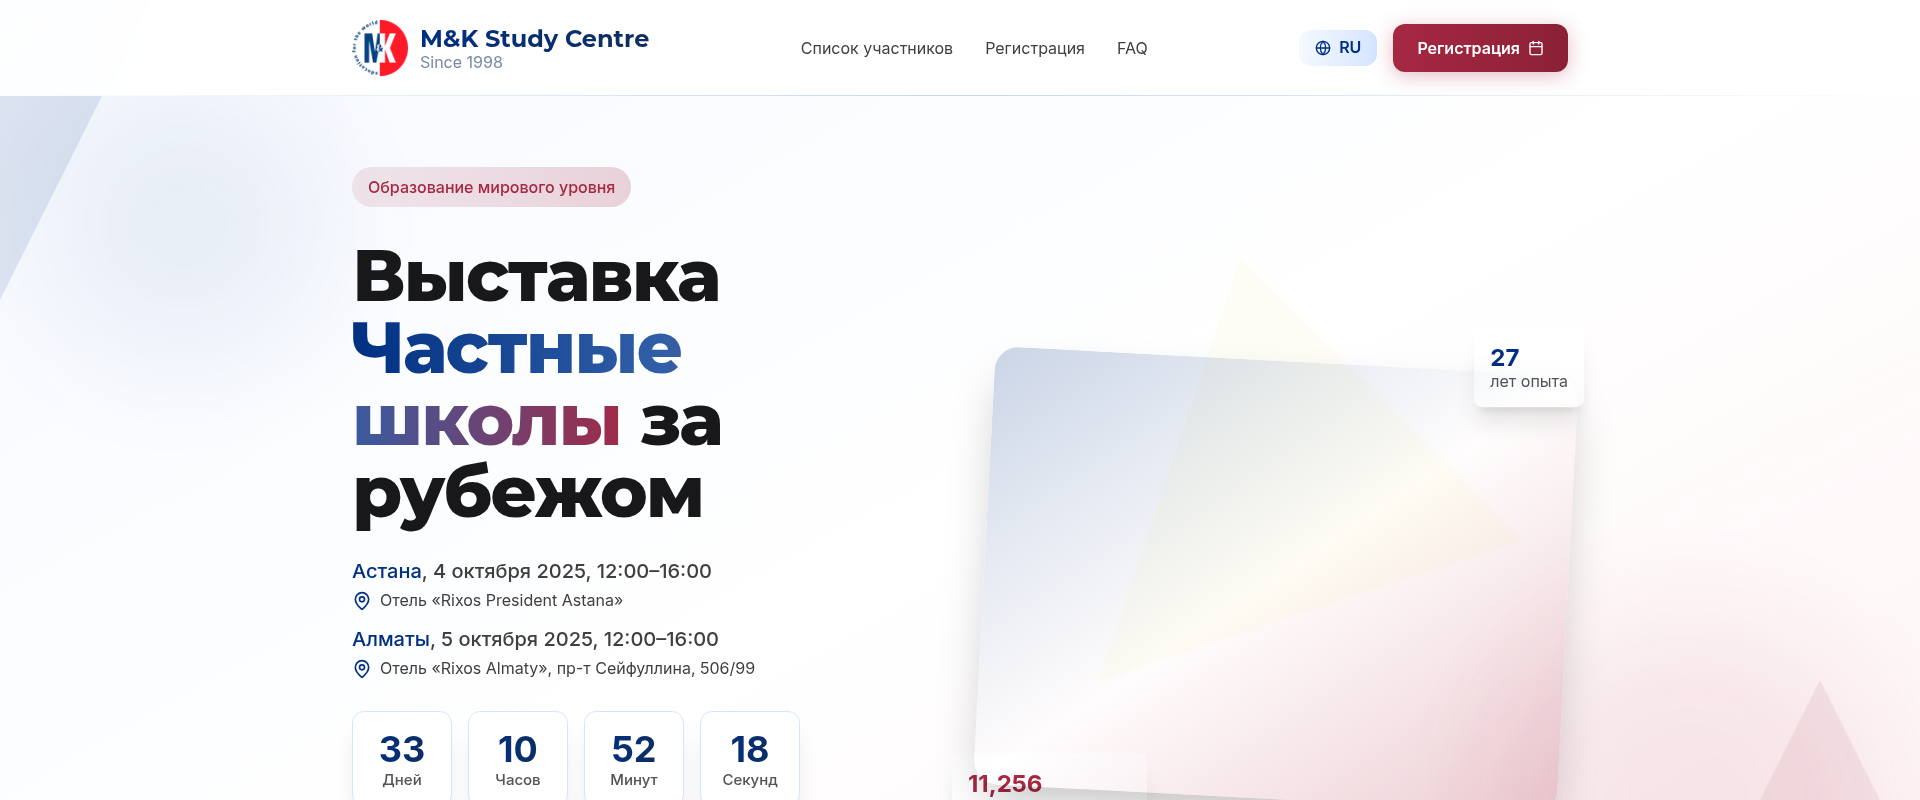 M&K Study Centre
Since 1998
Список участников
Регистрация
FAQ
RU
Регистрация
Образование мирового уровня
Выставка
Частные
школы за
рубежом
Астана, 4 октября 2025, 12:00–16:00
Отель «Rixos President Astana»
Алматы, 5 октября 2025, 12:00–16:00
Отель «Rixos Almaty», пр-т Сейфуллина, 506/99
33
Дней
10
Часов
52
Минут
18
Секунд
27
лет опыта
11,256